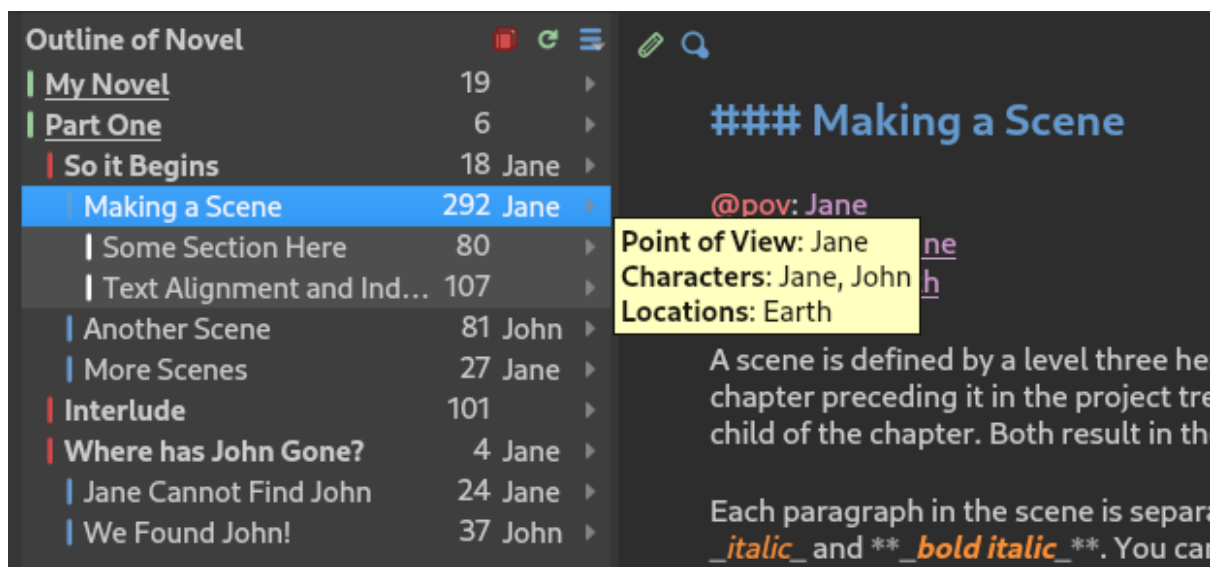 Outline of Novel
My Novel 19
Part One 6
So it Begins 18 Jane
Making a Scene 292 Jane
Some Section Here 80
Text Alignment and Ind... 107
Another Scene 81 John
More Scenes 27 Jane
Interlude 101
Where has John Gone? 4 Jane
Jane Cannot Find John 24 Jane
We Found John! 37 John
### Making a Scene
@pov: Jane
ne
h
Point of View: Jane
Characters: Jane, John
Locations: Earth
A scene is defined by a level three he
chapter preceding it in the project tre
child of the chapter. Both result in th
Each paragraph in the scene is separa
_italic_ and **_bold italic_**. You can